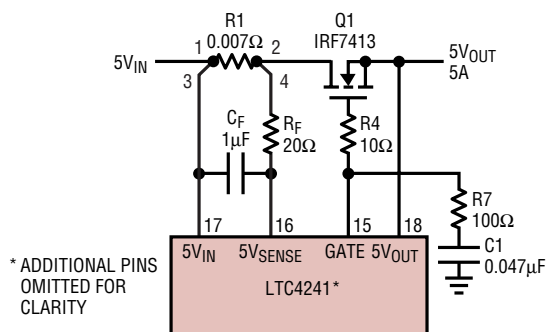 R1
0.007Ω
Q1
IRF7413
5VIN
1
2
3
4
5VOUT
5A
CF
1µF
RF
20Ω
R4
10Ω
R7
100Ω
17
16
15
18
5VIN
5VSENSE
GATE
5VOUT
C1
0.047µF
LTC4241*
* ADDITIONAL PINS
OMITTED FOR
CLARITY